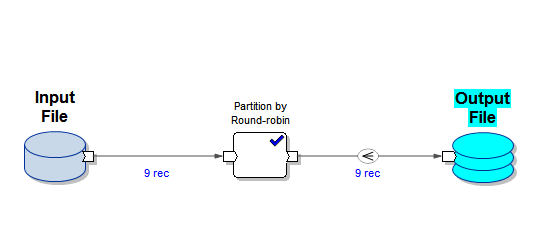 Input
File
Partition by
Round-robin
Output
File
9 rec
9 rec